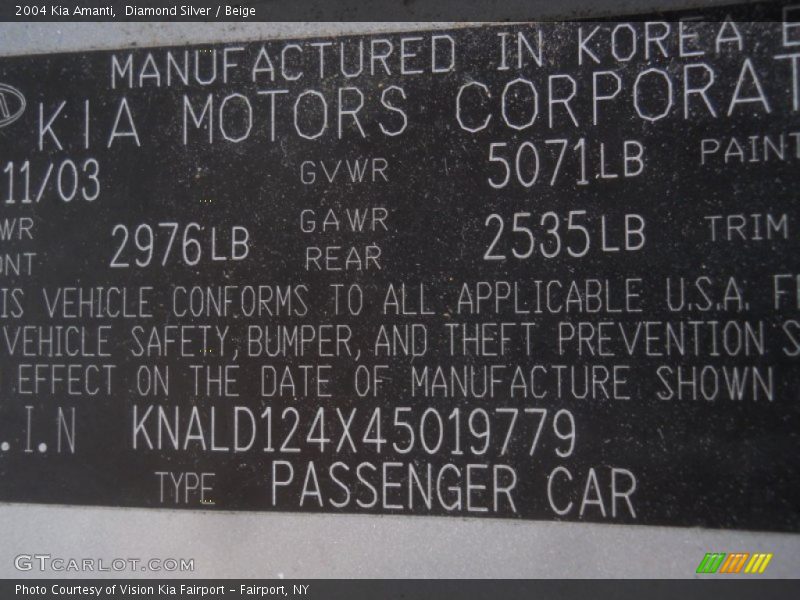 2004 Kia Amanti,  Diamond Silver / Beige
MANUFACTURED IN KOREA
KIA MOTORS CORPORAT
11/03 GVWR 5071LB PAINT
WR 2976LB GAWR 2535LB TRIM
ONT REAR
IS VEHICLE CONFORMS TO ALL APPLICABLE U.S.A. F
VEHICLE SAFETY, BUMPER, AND THEFT PREVENTION S
EFFECT ON THE DATE OF MANUFACTURE SHOWN
.I.N KNALD124X45019779
TYPE PASSENGER CAR
GTCARLOT.COM
Photo Courtesy of Vision Kia Fairport – Fairport, NY